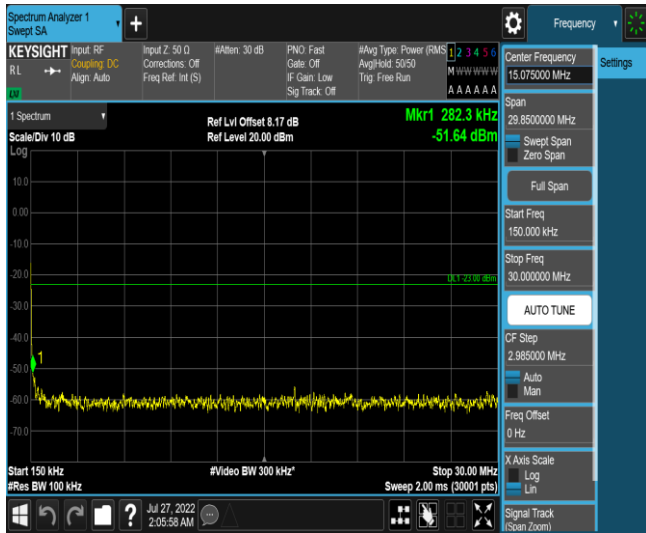 Spectrum Analyzer 1
Swept SA
Frequency
KEYSIGHT
RL
LXI
Input: RF
Coupling: DC
Align: Auto
Input Z: 50 Ω
Corrections: Off
Freq Ref: Int (S)
#Atten: 30 dB
PNO: Fast
Gate: Off
IF Gain: Low
Sig Track: Off
#Avg Type: Power (RMS
Avg|Hold: 50/50
Trig: Free Run
1 2 3 4 5 6
M W W W W W
A A A A A A
1 Spectrum
Scale/Div 10 dB
Log
Ref Lvl Offset 8.17 dB
Ref Level 20.00 dBm
Mkr1 282.3 kHz
-51.64 dBm
10.0
0.00
-10.0
-20.0
DL1 -23.00 dBm
-30.0
-40.0
1
-50.0
-60.0
-70.0
Start 150 kHz
#Video BW 300 kHz*
Stop 30.00 MHz
#Res BW 100 kHz
Sweep 2.00 ms (30001 pts)
?
Jul 27, 2022
2:05:58 AM
Center Frequency
15.075000 MHz
Settings
Span
29.8500000 MHz
Swept Span
Zero Span
Full Span
Start Freq
150.000 kHz
Stop Freq
30.000000 MHz
AUTO TUNE
CF Step
2.985000 MHz
Auto
Man
Freq Offset
0 Hz
X Axis Scale
Log
Lin
Signal Track
(Span Zoom)